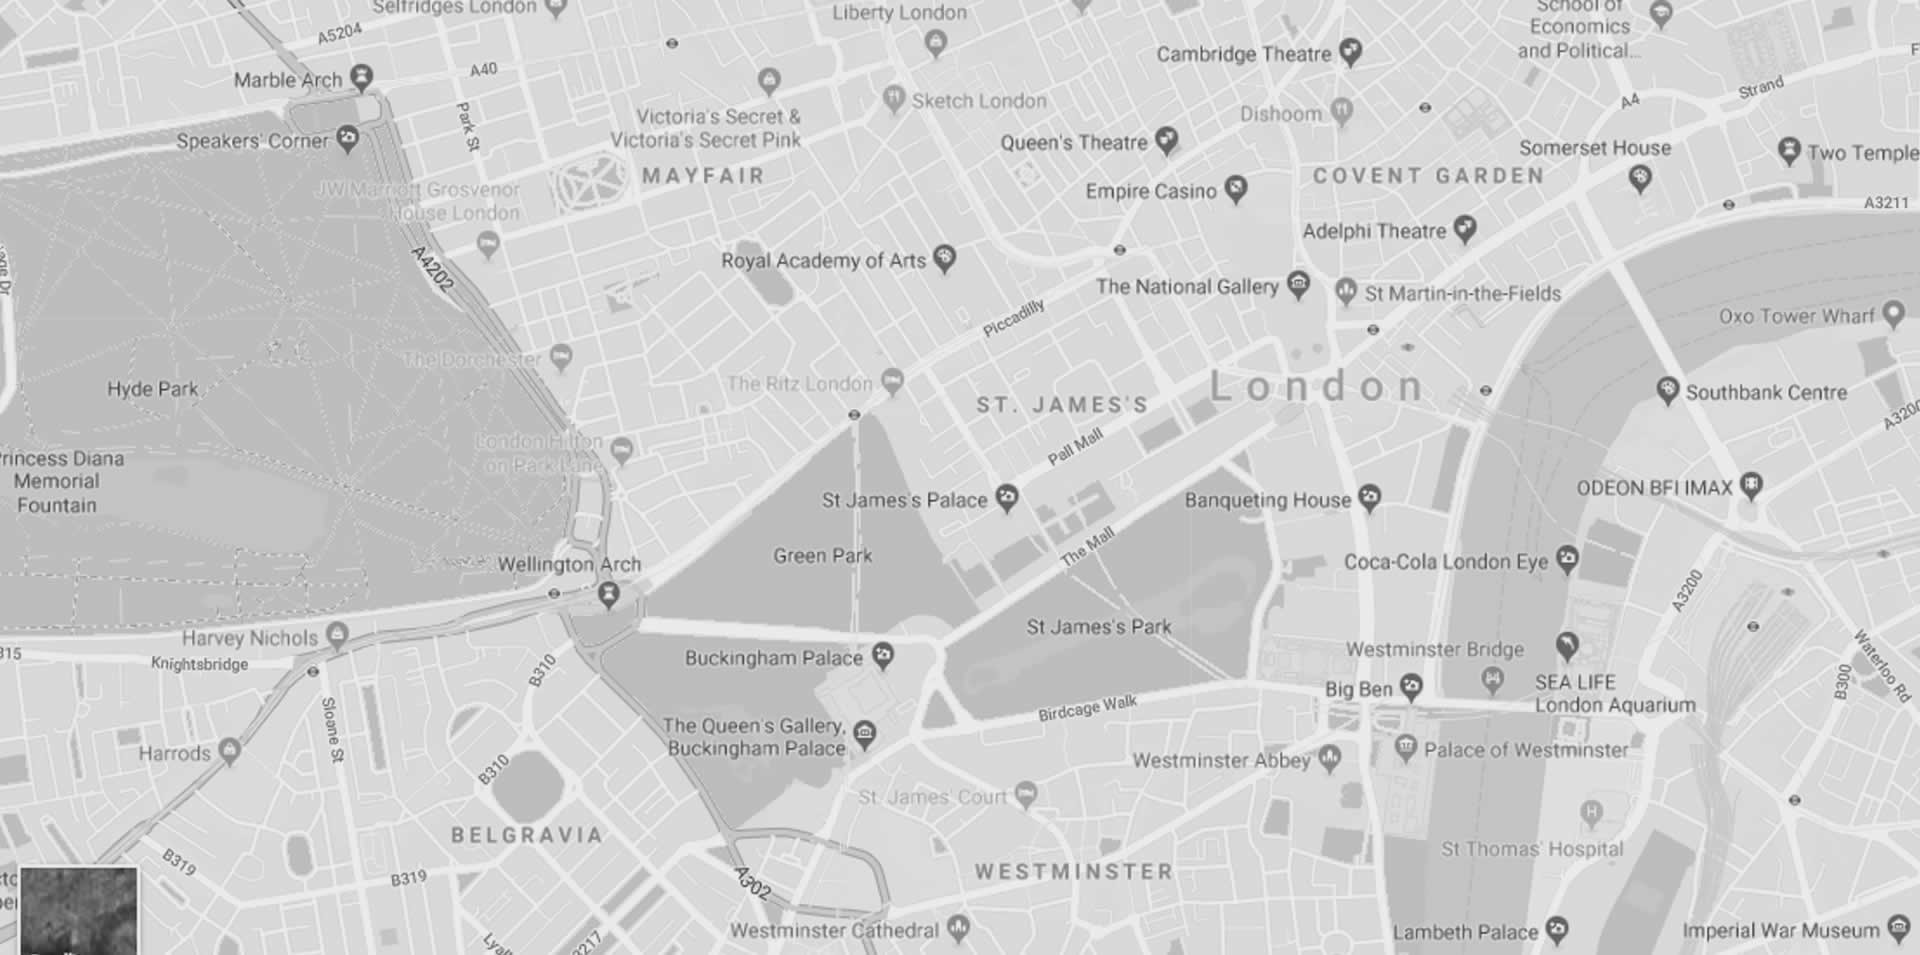 Selfridges London
Liberty London
School of
Economics
and Political...
A5204
Marble Arch
A40
Cambridge Theatre
Strand
A4
Park St
Victoria's Secret &
Victoria's Secret Pink
Sketch London
Dishoom
Speakers' Corner
Queen's Theatre
Somerset House
Two Temple
MAYFAIR
COVENT GARDEN
JW Marriott Grosvenor
House London
Empire Casino
A3211
Adelphi Theatre
A4202
Royal Academy of Arts
The National Gallery
St Martin-in-the-Fields
Piccadilly
Oxo Tower Wharf
The Dorchester
Hyde Park
The Ritz London
London
ST. JAMES'S
Southbank Centre
A3200
London Hilton
on Park Lane
Pall Mall
Princess Diana
Memorial
Fountain
St James's Palace
Banqueting House
ODEON BFI IMAX
Green Park
The Mall
Wellington Arch
Coca-Cola London Eye
A3200
St James's Park
Harvey Nichols
Knightsbridge
315
B310
Buckingham Palace
Westminster Bridge
Waterloo Rd
B300
Big Ben
SEA LIFE
London Aquarium
Sloane St
Birdcage Walk
The Queen's Gallery,
Buckingham Palace
Harrods
B310
Westminster Abbey
Palace of Westminster
St. James' Court
BELGRAVIA
St Thomas' Hospital
B319
B319
A302
WESTMINSTER
Westminster Cathedral
Lambeth Palace
Imperial War Museum
B3217